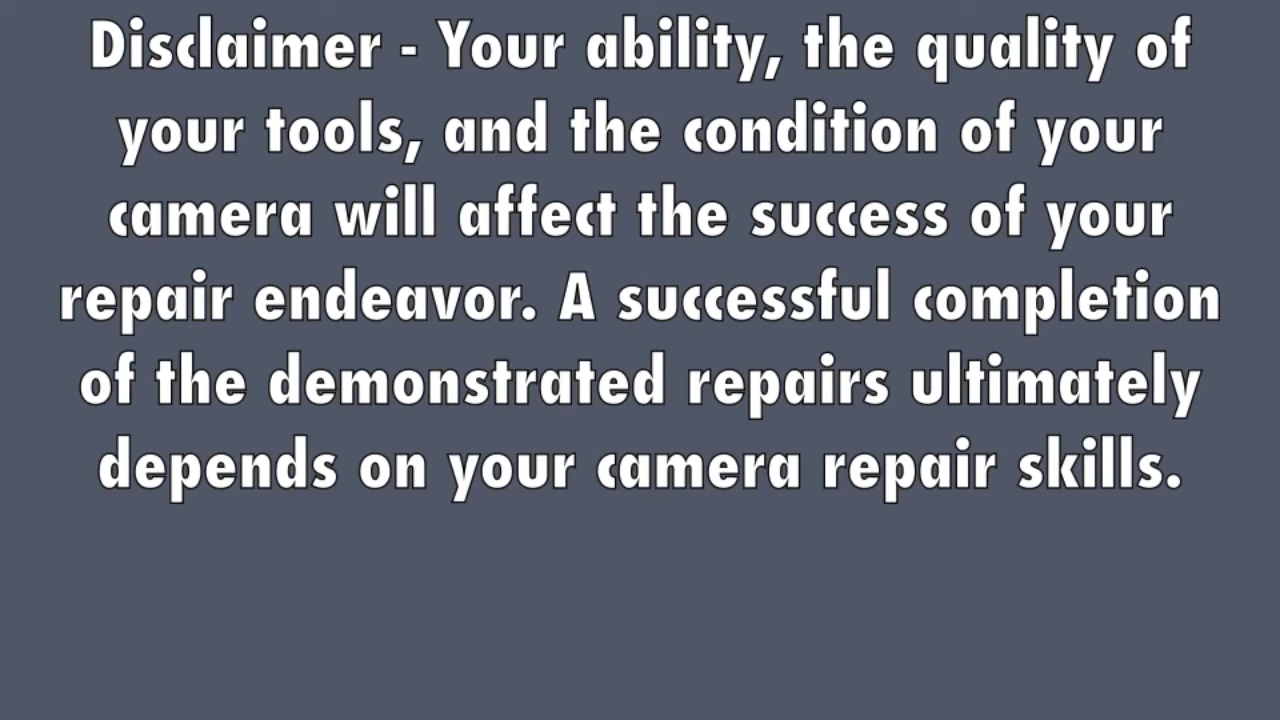 Disclaimer - Your ability, the quality of
your tools, and the condition of your
camera will affect the success of your
repair endeavor. A successful completion
of the demonstrated repairs ultimately
depends on your camera repair skills.